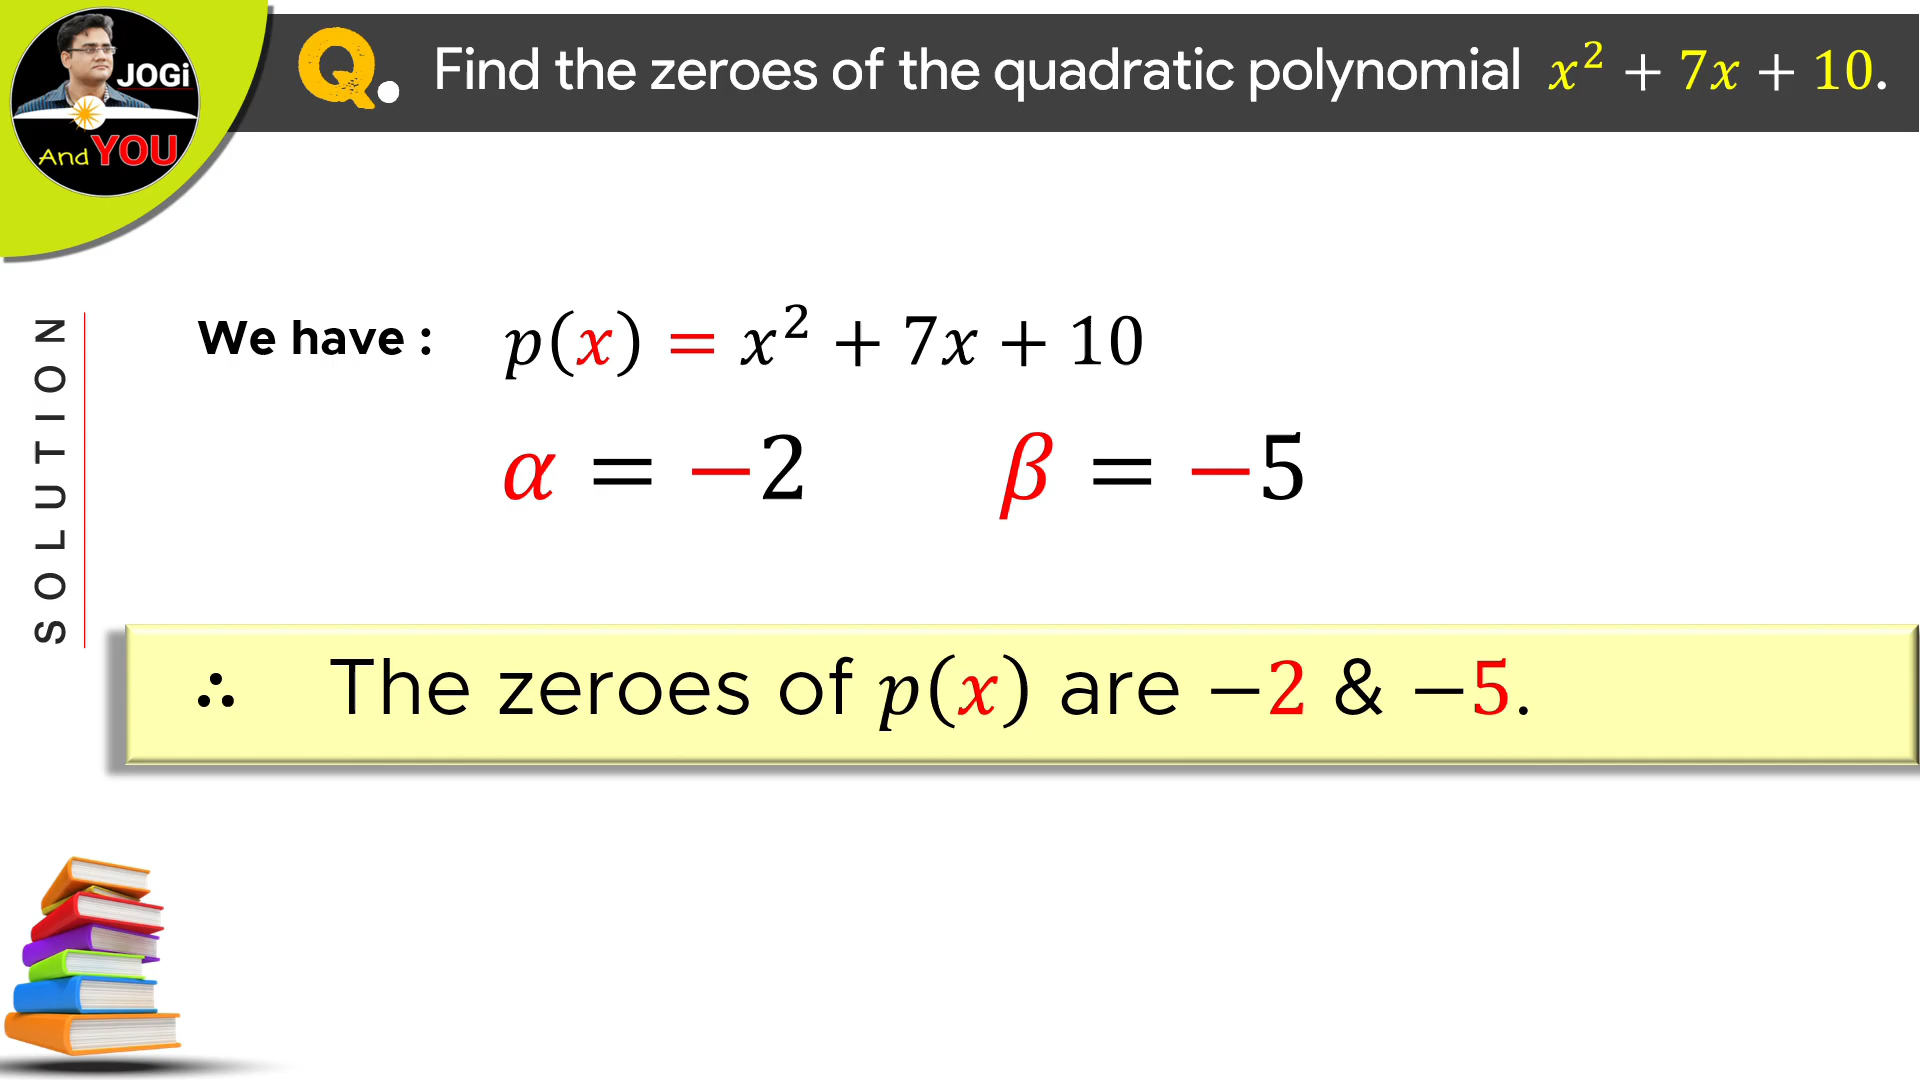 JOGi
And YOU
Q. Find the zeroes of the quadratic polynomial x² + 7x + 10.
SOLUTION
We have : p(x) = x² + 7x + 10
α = −2 β = −5
∴ The zeroes of p(x) are −2 & −5.